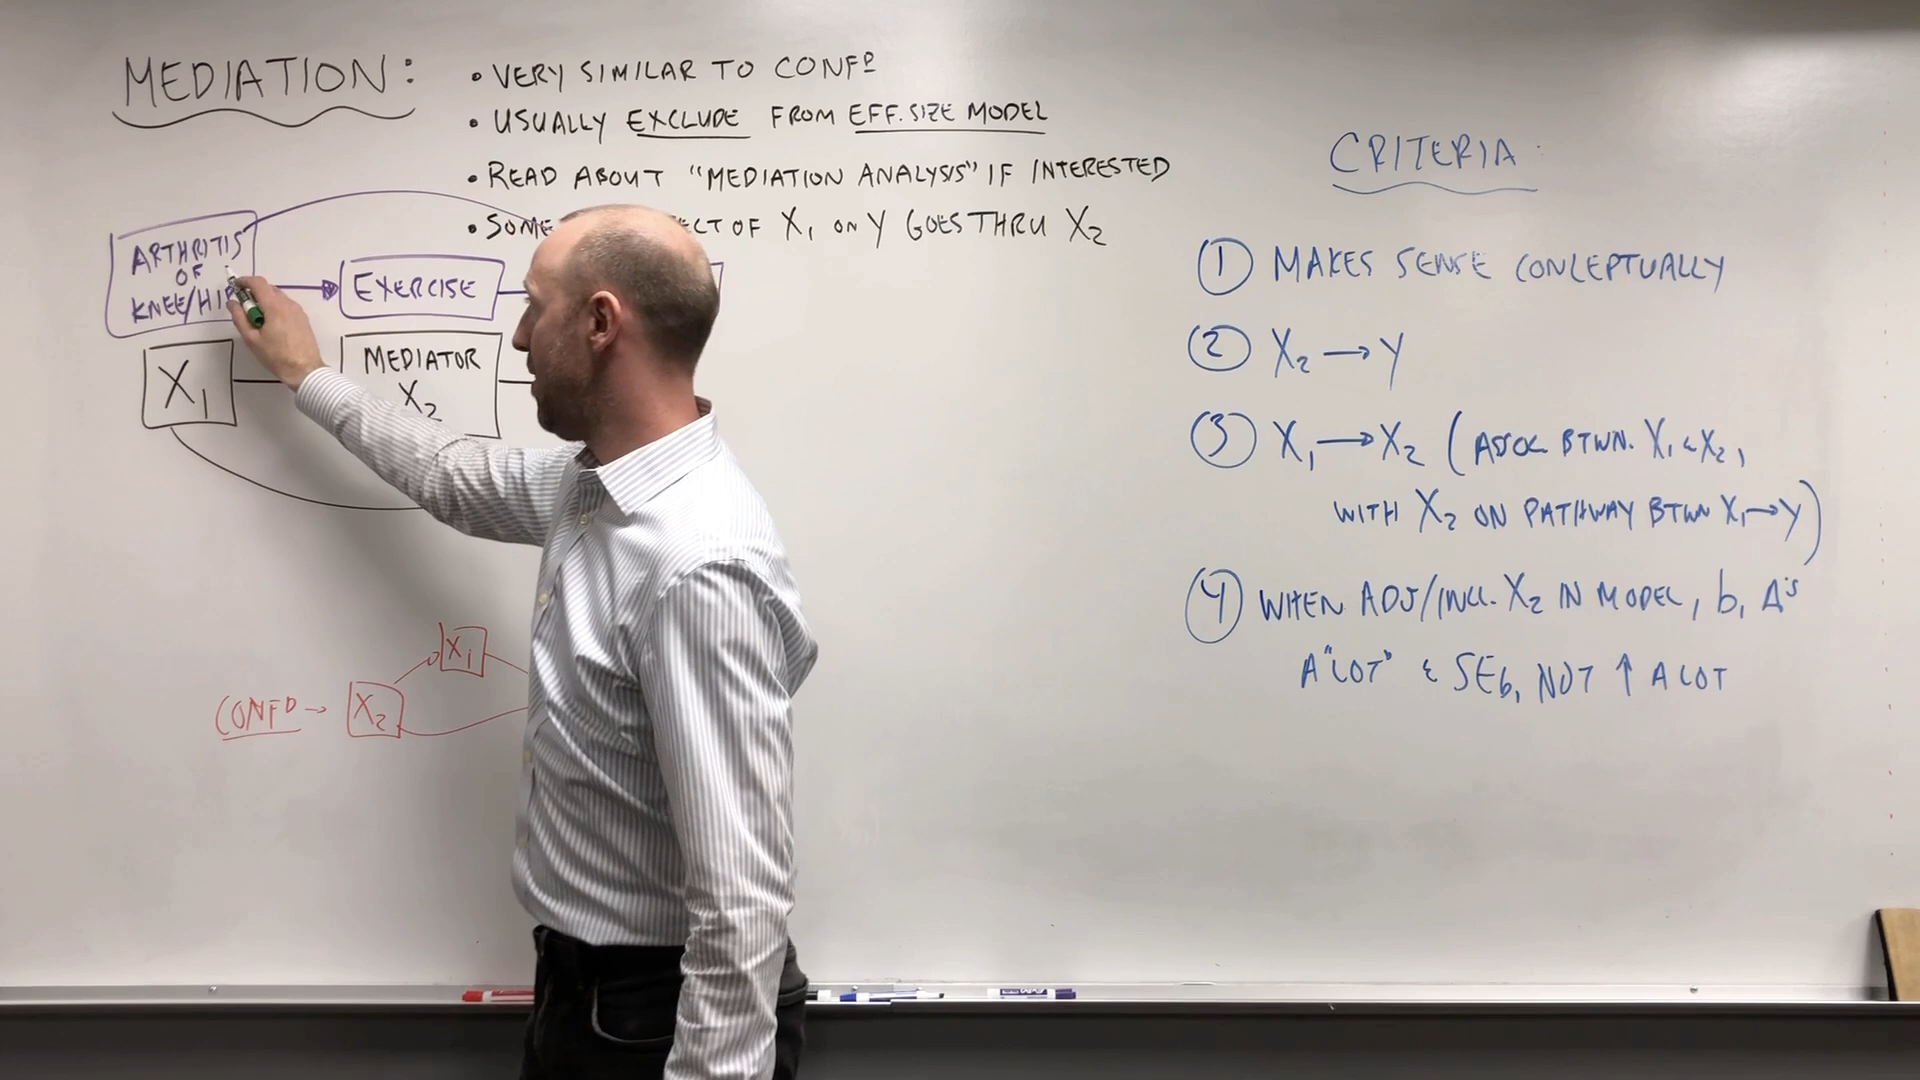 MEDIATION:
• VERY SIMILAR TO CONFD
• USUALLY EXCLUDE FROM EFF. SIZE MODEL
• READ ABOUT "MEDIATION ANALYSIS" IF INTERESTED
• SOME OF X1 ON Y GOES THRU X2
ARTHRITIS
OF
KNEE/HIP
EXERCISE
X1
MEDIATOR
X2
CONFD →
X2
X1
CRITERIA:
① MAKES SENSE CONCEPTUALLY
② X2 → Y
③ X1 → X2 (ASSOC BTWN. X1 & X2,
WITH X2 ON PATHWAY BTWN X1 → Y)
④ WHEN ADJ/INCL. X2 IN MODEL, b1 Δ's
A "LOT" & SEb1 NOT ↑ A LOT